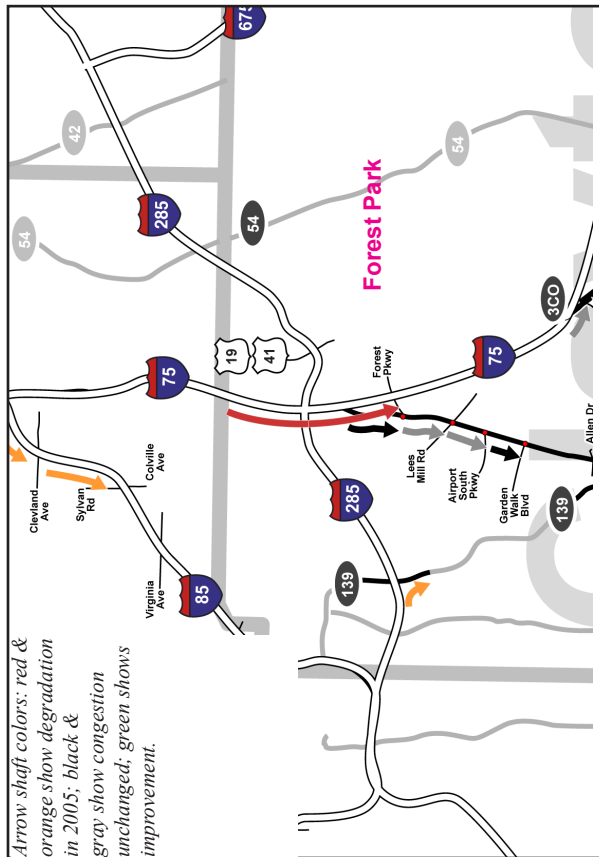 Arrow shaft colors: red &
orange show degradation
in 2005; black &
gray show congestion
unchanged; green shows
improvement.
675
42
54
285
54
54
Forest Park
19
41
75
3CO
Forest
Pkwy
75
Clevland
Ave
Sylvan
Rd
Colville
Ave
Lees
Mill Rd
Airport
South
Pkwy
Garden
Walk
Blvd
Allen Dr
285
Virginia
Ave
85
139
139